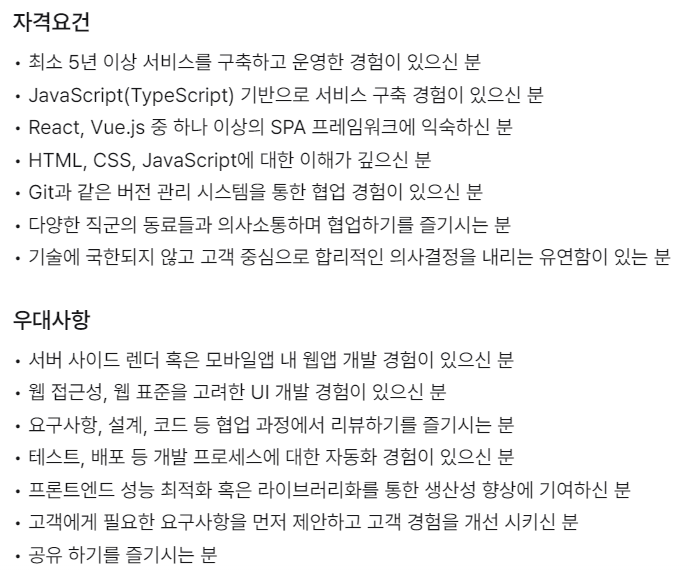 자격요건
• 최소 5년 이상 서비스를 구축하고 운영한 경험이 있으신 분
• JavaScript(TypeScript) 기반으로 서비스 구축 경험이 있으신 분
• React, Vue.js 중 하나 이상의 SPA 프레임워크에 익숙하신 분
• HTML, CSS, JavaScript에 대한 이해가 깊으신 분
• Git과 같은 버전 관리 시스템을 통한 협업 경험이 있으신 분
• 다양한 직군의 동료들과 의사소통하며 협업하기를 즐기시는 분
• 기술에 국한되지 않고 고객 중심으로 합리적인 의사결정을 내리는 유연함이 있는 분
우대사항
• 서버 사이드 렌더 혹은 모바일앱 내 웹앱 개발 경험이 있으신 분
• 웹 접근성, 웹 표준을 고려한 UI 개발 경험이 있으신 분
• 요구사항, 설계, 코드 등 협업 과정에서 리뷰하기를 즐기시는 분
• 테스트, 배포 등 개발 프로세스에 대한 자동화 경험이 있으신 분
• 프론트엔드 성능 최적화 혹은 라이브러리화를 통한 생산성 향상에 기여하신 분
• 고객에게 필요한 요구사항을 먼저 제안하고 고객 경험을 개선 시키신 분
• 공유 하기를 즐기시는 분